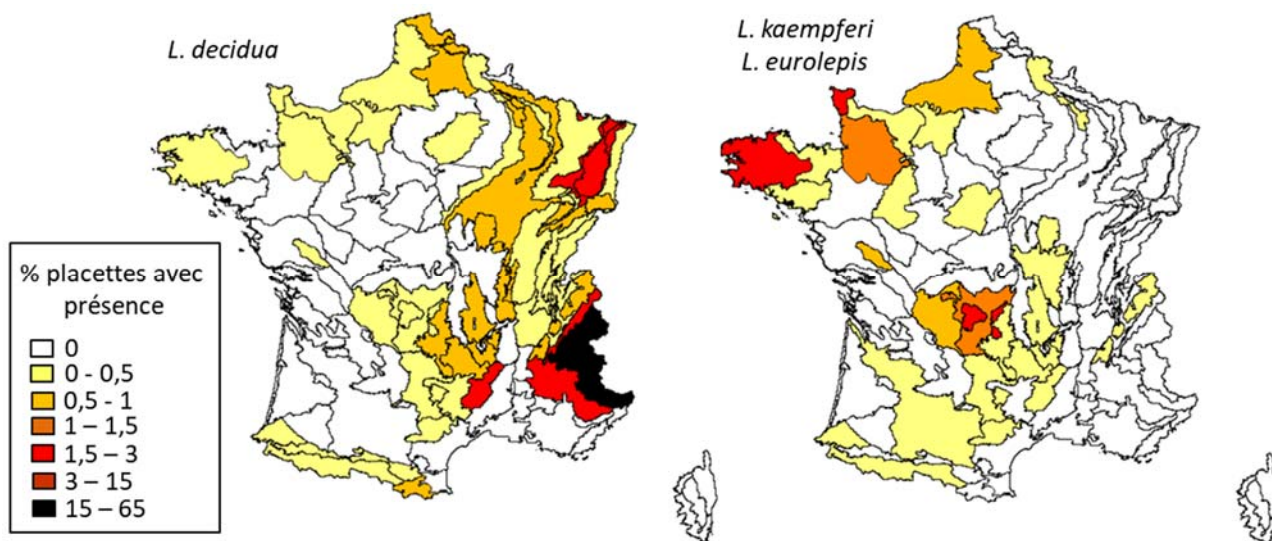 L. decidua
L. kaempferi
L. eurolepis
% placettes avec
présence
0
0 - 0,5
0,5 - 1
1 – 1,5
1,5 – 3
3 – 15
15 – 65